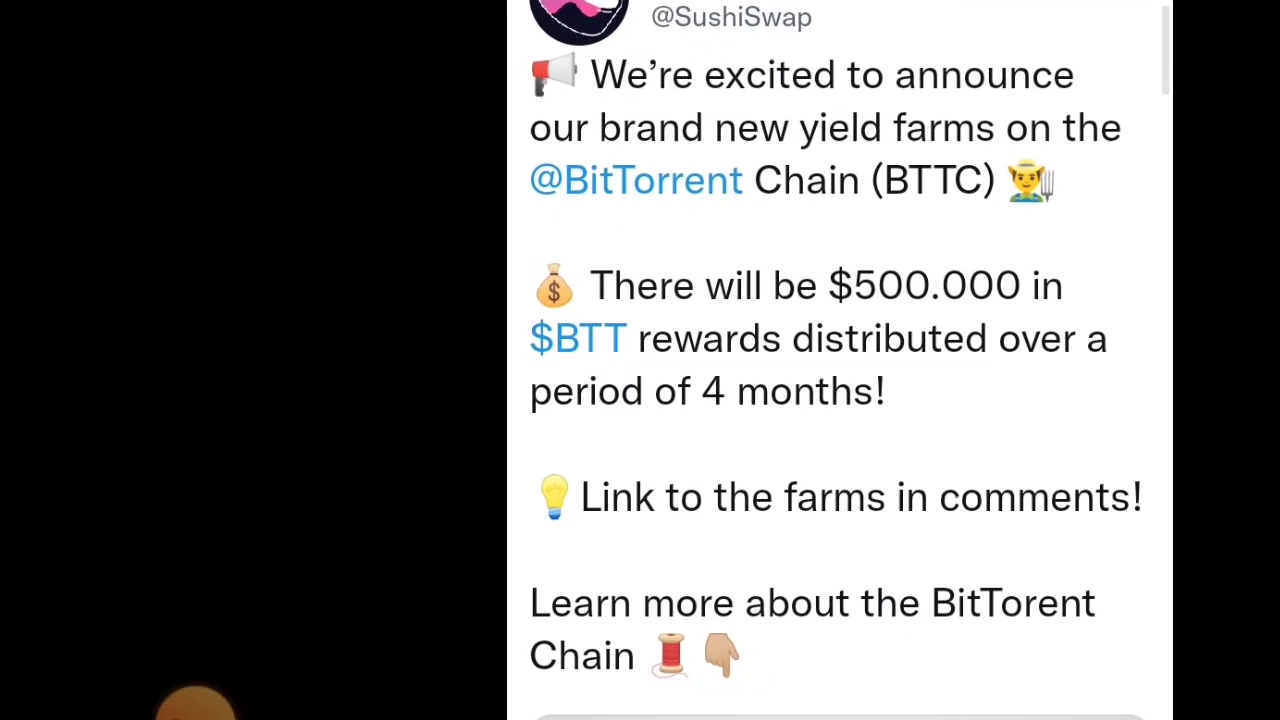 @SushiSwap
📢 We’re excited to announce
our brand new yield farms on the
@BitTorrent Chain (BTTC) 👨‍🌾
💰 There will be $500.000 in
$BTT rewards distributed over a
period of 4 months!
💡Link to the farms in comments!
Learn more about the BitTorent
Chain 🧵👇🏼